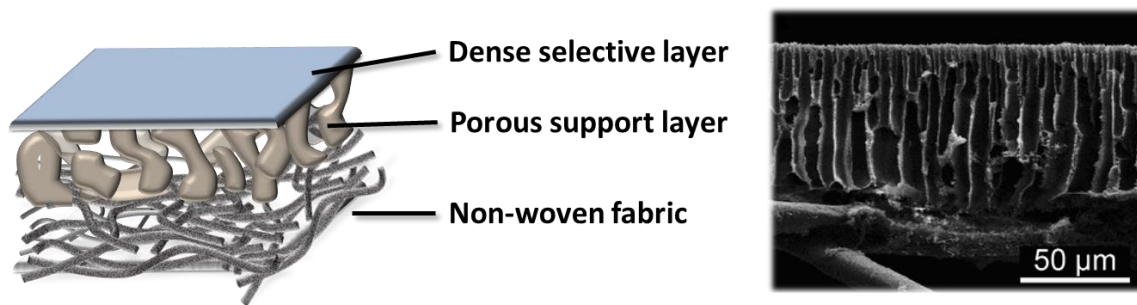 Dense selective layer
Porous support layer
Non-woven fabric
50 μm